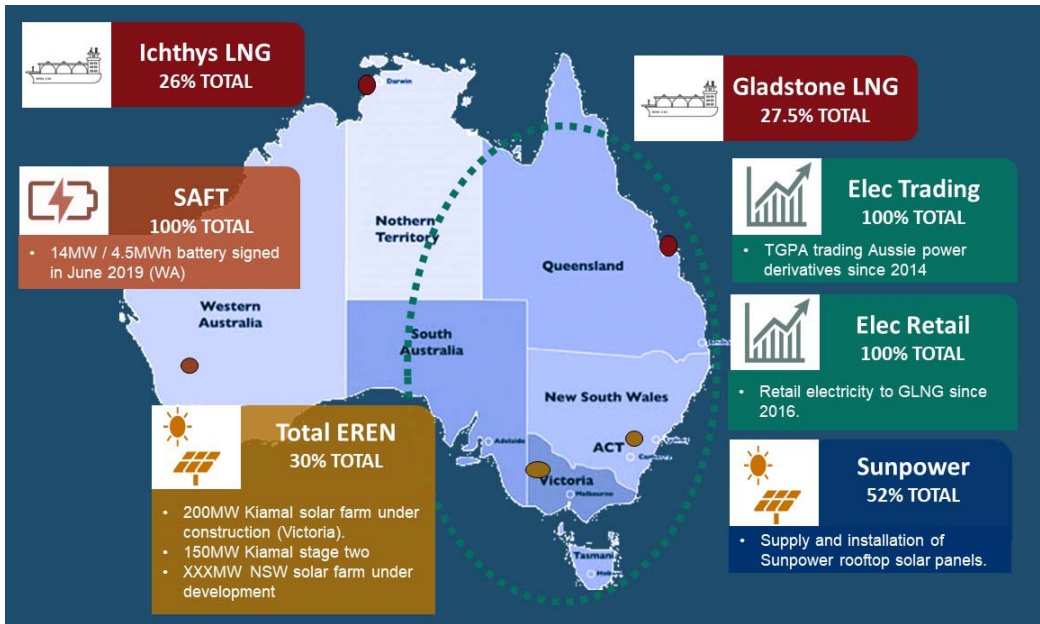 Ichthys LNG
26% TOTAL
Gladstone LNG
27.5% TOTAL
SAFT
100% TOTAL
• 14MW / 4.5MWh battery signed
in June 2019 (WA)
Elec Trading
100% TOTAL
• TGPA trading Aussie power
derivatives since 2014
Elec Retail
100% TOTAL
• Retail electricity to GLNG since
2016.
Total EREN
30% TOTAL
• 200MW Kiamal solar farm under
construction (Victoria).
• 150MW Kiamal stage two
• XXXMW NSW solar farm under
development
Sunpower
52% TOTAL
• Supply and installation of
Sunpower rooftop solar panels.
Darwin
Nothern
Territory
Queensland
Western
Australia
South
Australia
New South Wales
Adelaide
ACT
Sydney
Victoria
Melbourne
Tasmani